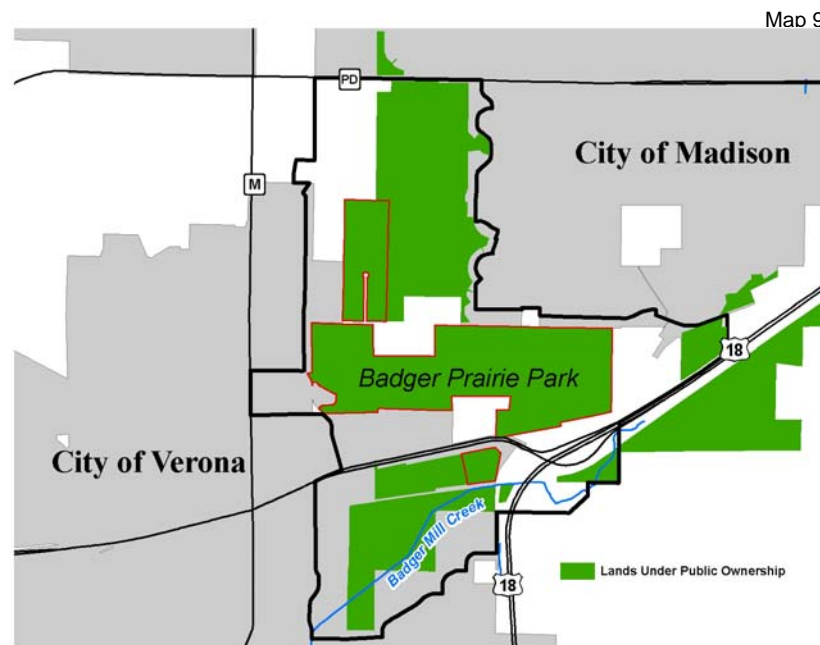 Map 9
PD
City of Madison
M
18
Badger Prairie Park
City of Verona
Badger Mill Creek
Lands Under Public Ownership
18